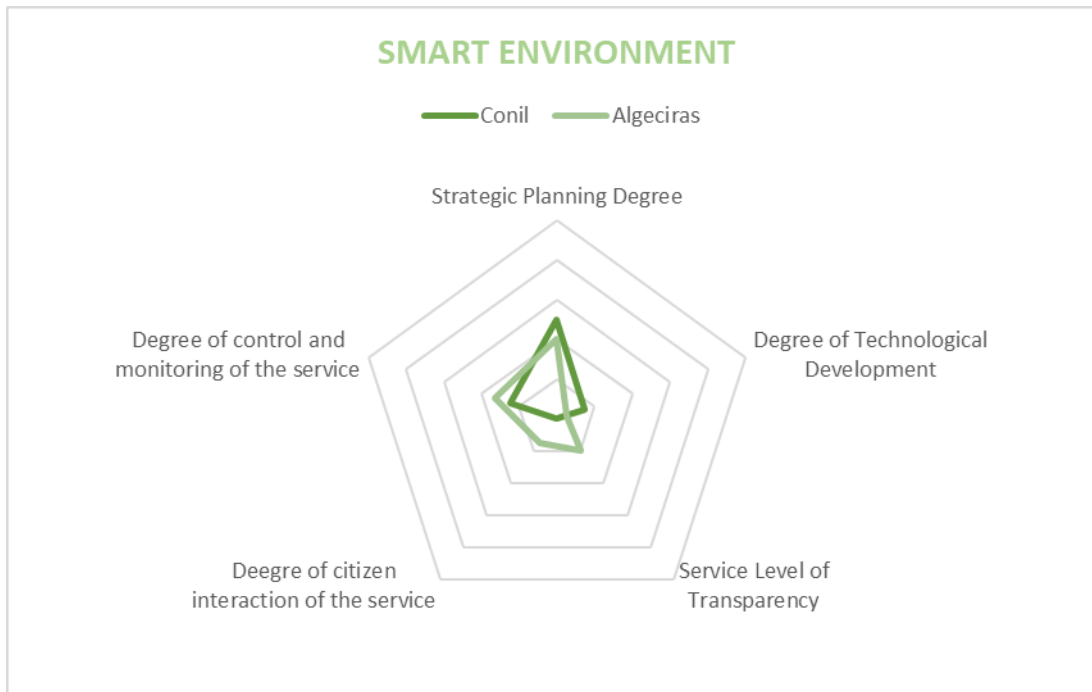 SMART ENVIRONMENT
Conil
Algeciras
Strategic Planning Degree
Degree of control and
monitoring of the service
Degree of Technological
Development
Deegre of citizen
interaction of the service
Service Level of
Transparency